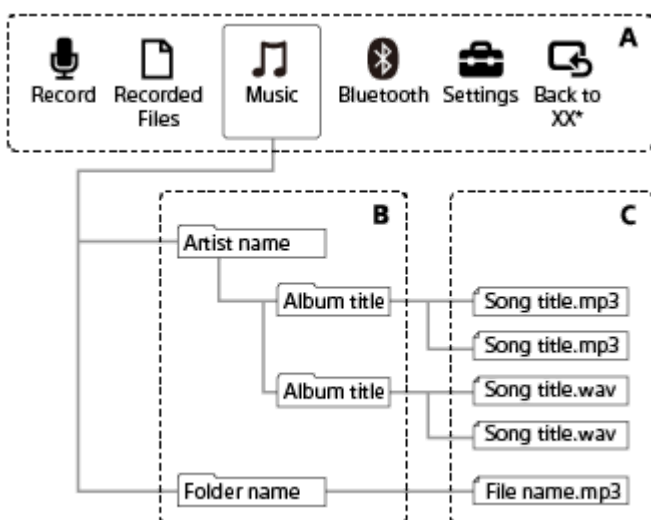 A
Record
Recorded
Files
Music
Bluetooth
Settings
Back to
XX*
B
C
Artist name
Album title
Song title.mp3
Song title.mp3
Album title
Song title.wav
Song title.wav
Folder name
File name.mp3